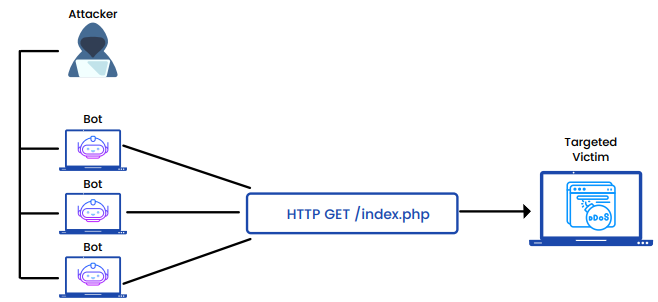 Attacker
Bot
Bot
Bot
HTTP GET /index.php
Targeted
Victim
DDoS